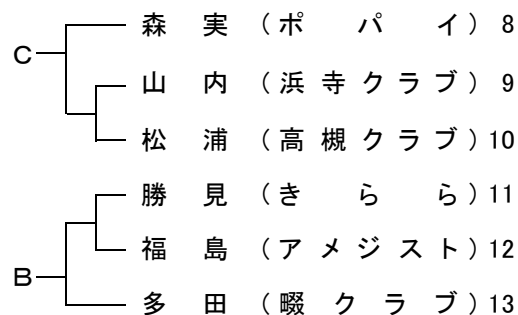 森　実　（ポ　パ　イ）8
C
山　内　（浜寺クラブ）9
松　浦　（高槻クラブ）10
勝　見　（き　ら　ら）11
福　島　（アメジスト）12
B
多　田　（畷クラブ）13